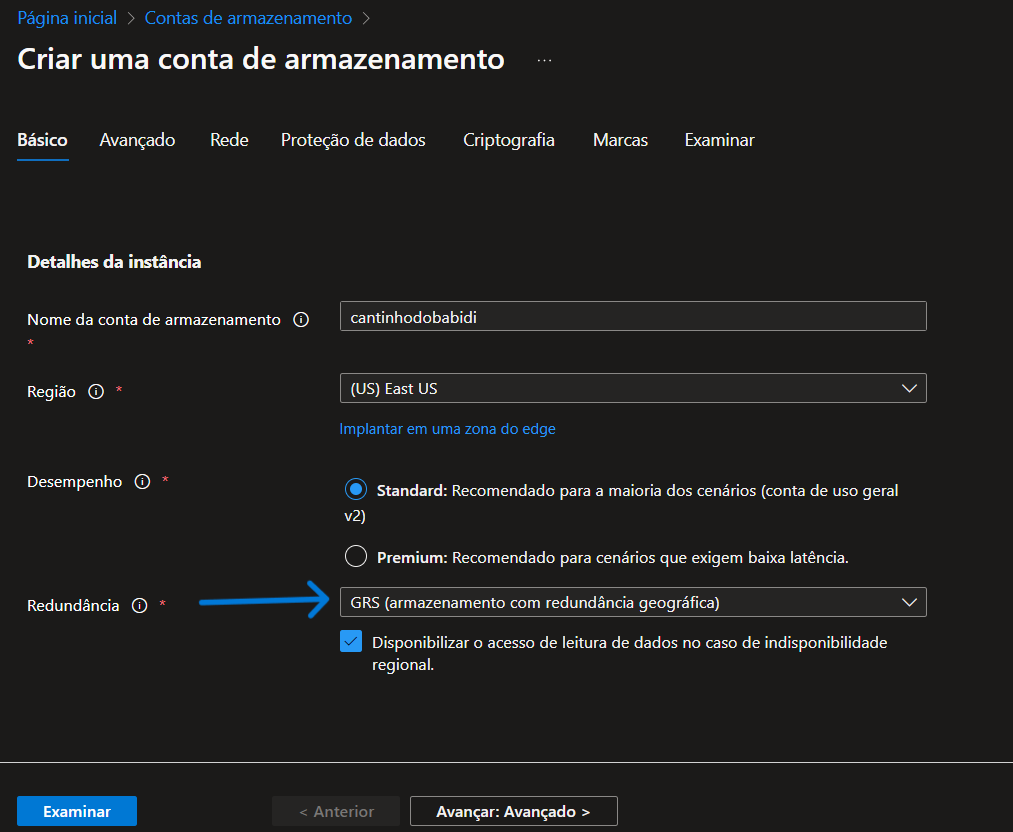 Página inicial > Contas de armazenamento >
Criar uma conta de armazenamento ...
Básico Avançado Rede Proteção de dados Criptografia Marcas Examinar
Detalhes da instância
Nome da conta de armazenamento * cantinhodobabidi
Região * (US) East US
Implantar em uma zona do edge
Desempenho * Standard: Recomendado para a maioria dos cenários (conta de uso geral
v2)
Premium: Recomendado para cenários que exigem baixa latência.
Redundância * GRS (armazenamento com redundância geográfica)
Disponibilizar o acesso de leitura de dados no caso de indisponibilidade
regional.
Examinar < Anterior Avançar: Avançado >